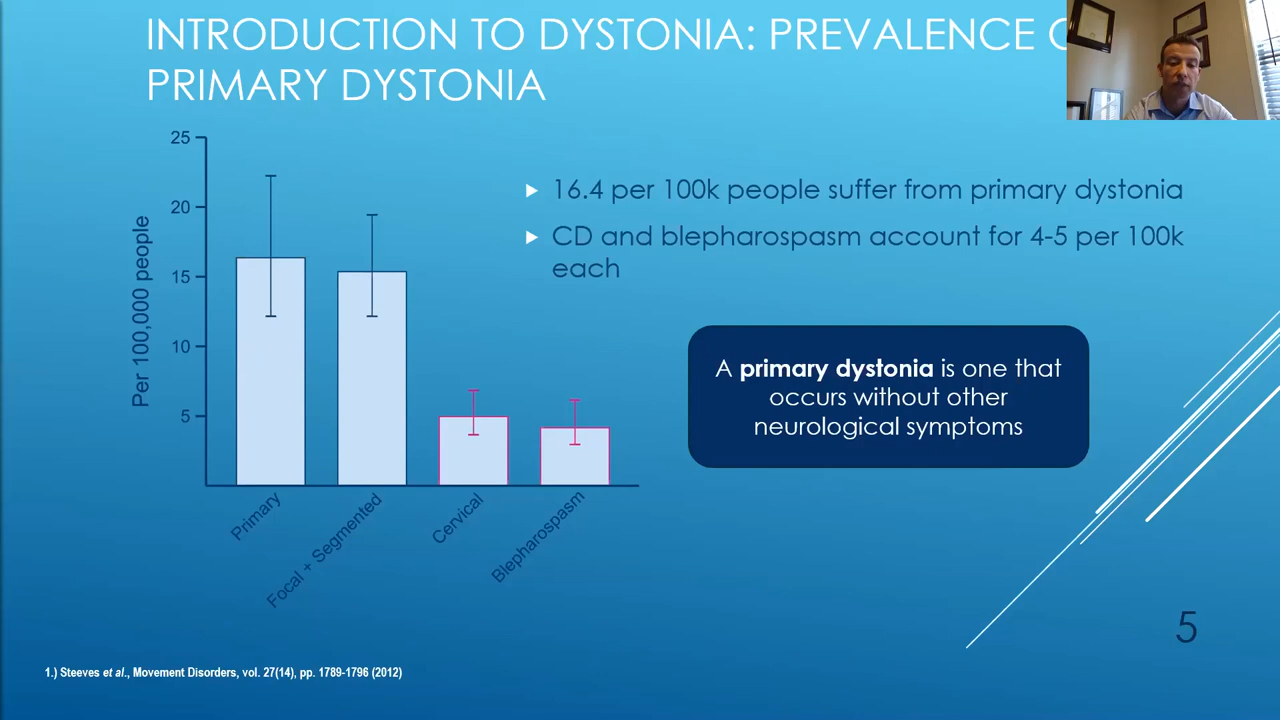 INTRODUCTION TO DYSTONIA: PREVALENCE
PRIMARY DYSTONIA
25
20
15
10
5
Per 100,000 people
Primary
Focal + Segmented
Cervical
Blepharospasm
16.4 per 100k people suffer from primary dystonia
CD and blepharospasm account for 4-5 per 100k
each
A primary dystonia is one that
occurs without other
neurological symptoms
5
1.) Steeves et al., Movement Disorders, vol. 27(14), pp. 1789-1796 (2012)